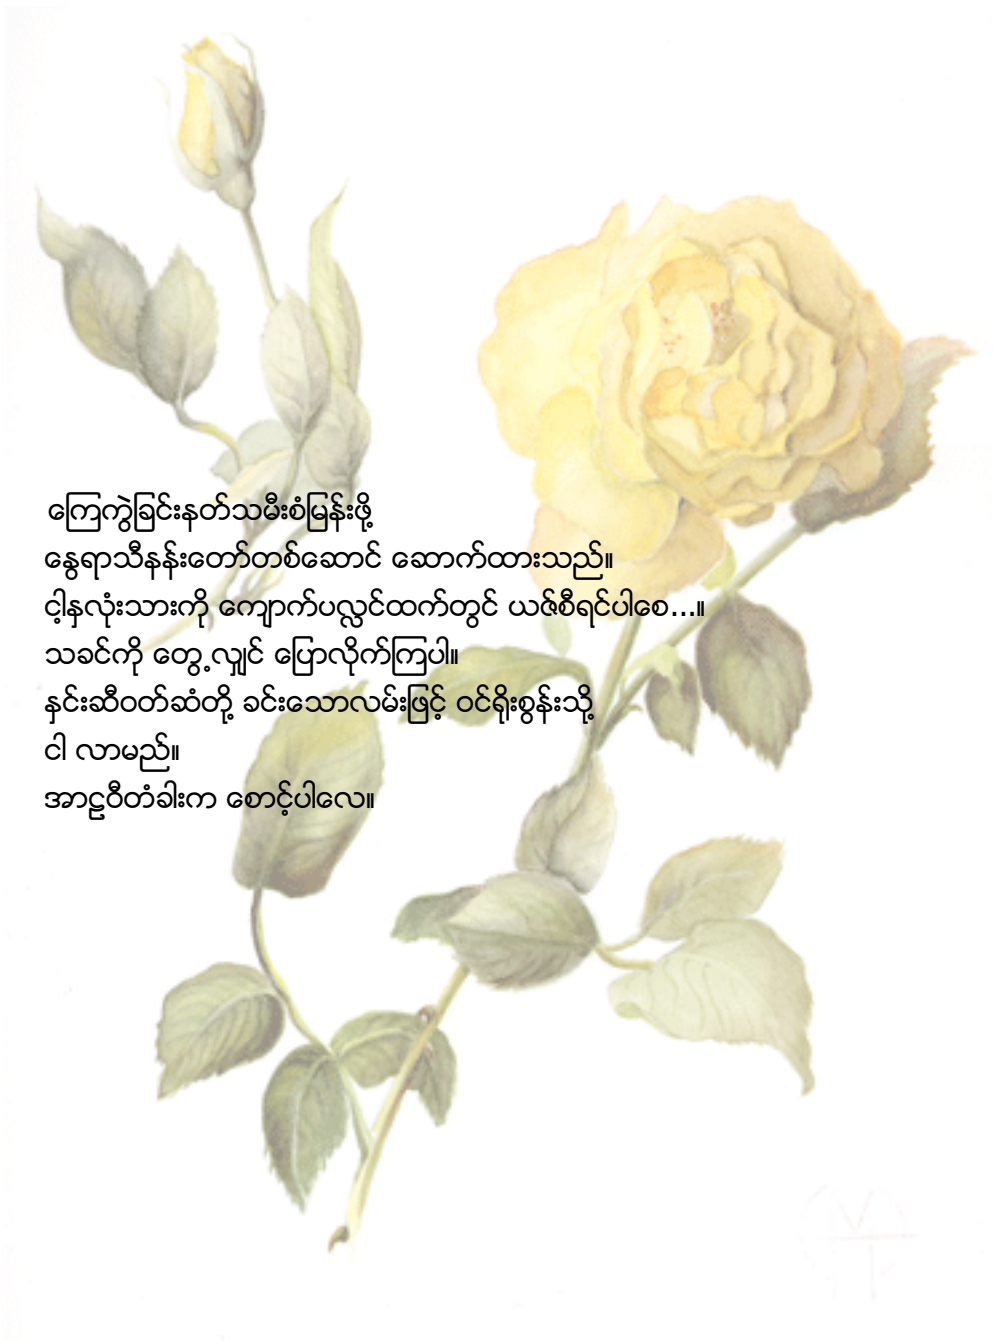 ကြေကွဲခြင်းနတ်သမီးစံမြန်းဖို့
နွေရာသီနန်းတော်တစ်ဆောင် ဆောက်ထားသည်။
ငါ့နှလုံးသားကို ကျောက်ပလ္လင်ထက်တွင် ယဇ်စီရင်ပါစေ...။
သခင်ကို တွေ့လျှင် ပြောလိုက်ကြပါ။
နှင်းဆီဝတ်ဆံတို့ ခင်းသောလမ်းဖြင့် ဝင်ရိုးစွန်းသို့
ငါ လာမည်။
အာဠဝီတံခါးက စောင့်ပါလေ။